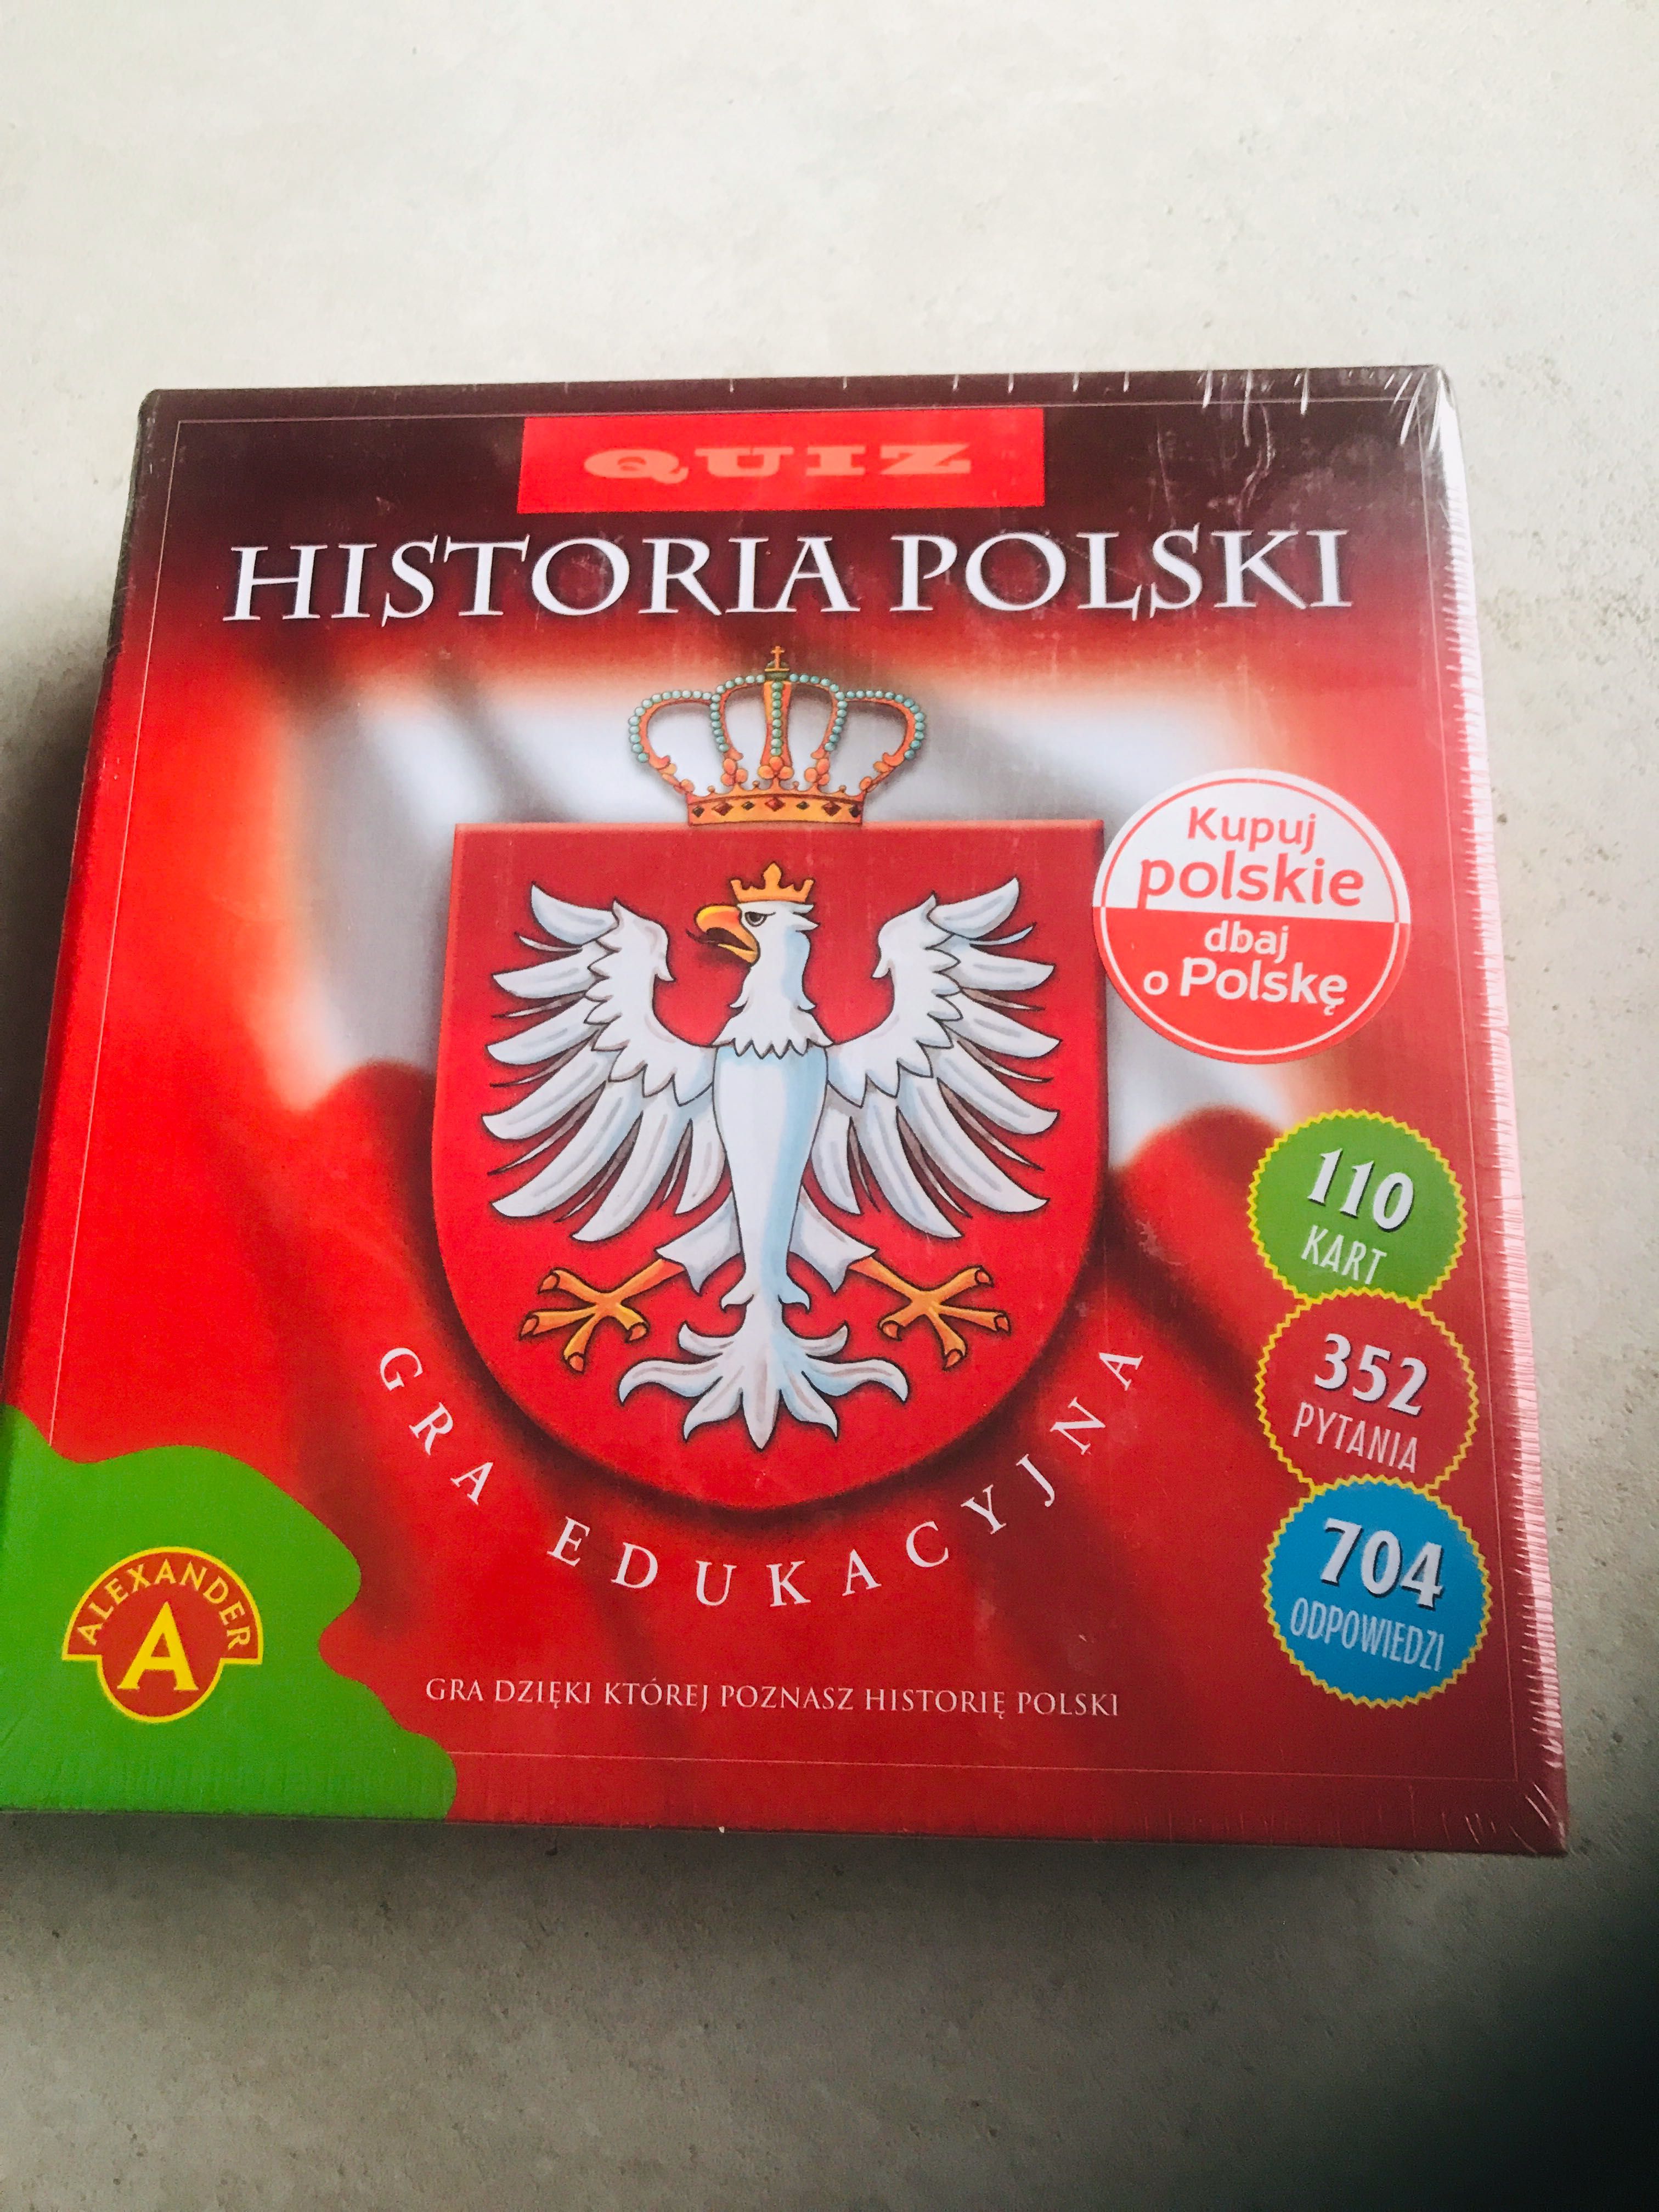 QUIZ
HISTORIA POLSKI
Kupuj
polskie
dbaj
o Polskę
110
KART
352
PYTANIA
704
ODPOWIEDZI
GRA EDUKACYJNA
ALEXANDER
A
GRA DZIĘKI KTÓREJ POZNASZ HISTORIĘ POLSKI